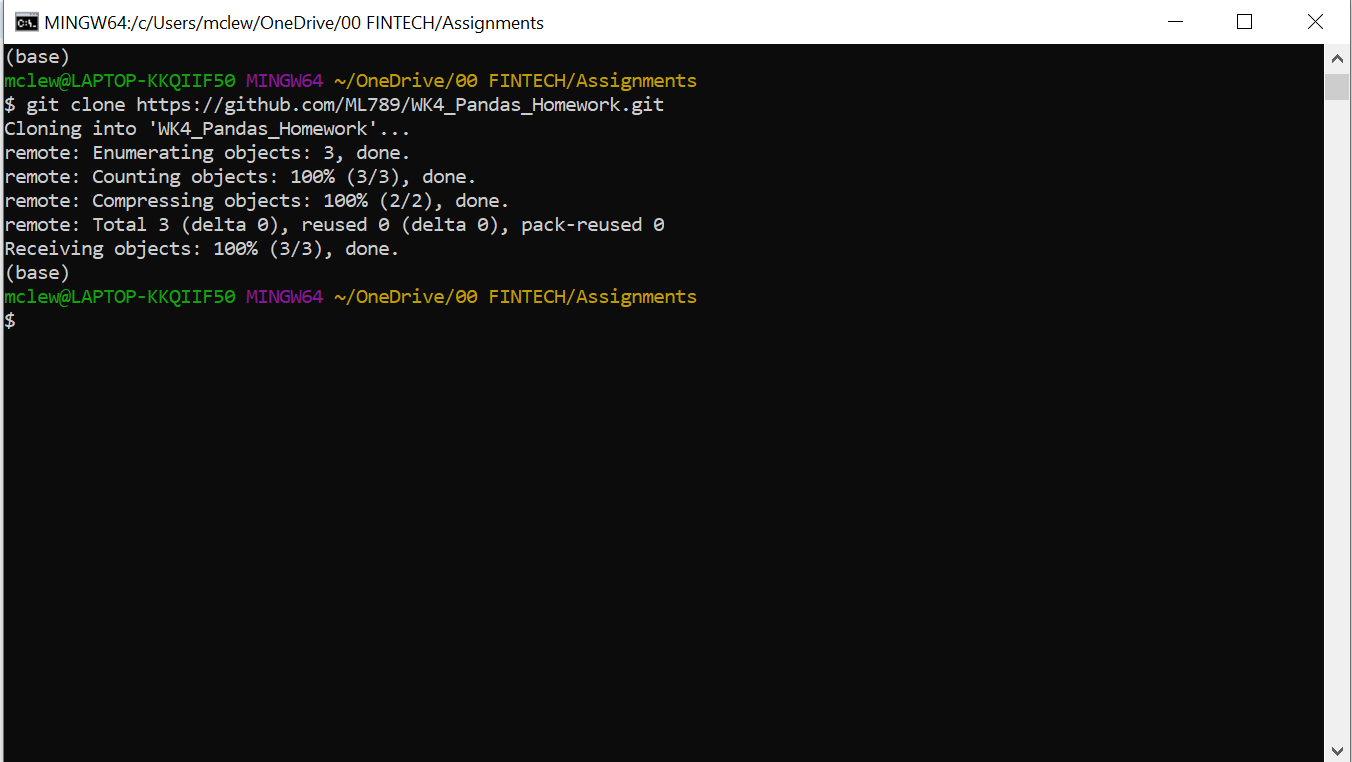 MINGW64:/c/Users/mclew/OneDrive/00 FINTECH/Assignments
(base)
mclew@LAPTOP-KKQIIF50 MINGW64 ~/OneDrive/00 FINTECH/Assignments
$ git clone https://github.com/ML789/WK4_Pandas_Homework.git
Cloning into 'WK4_Pandas_Homework'...
remote: Enumerating objects: 3, done.
remote: Counting objects: 100% (3/3), done.
remote: Compressing objects: 100% (2/2), done.
remote: Total 3 (delta 0), reused 0 (delta 0), pack-reused 0
Receiving objects: 100% (3/3), done.
(base)
mclew@LAPTOP-KKQIIF50 MINGW64 ~/OneDrive/00 FINTECH/Assignments
$